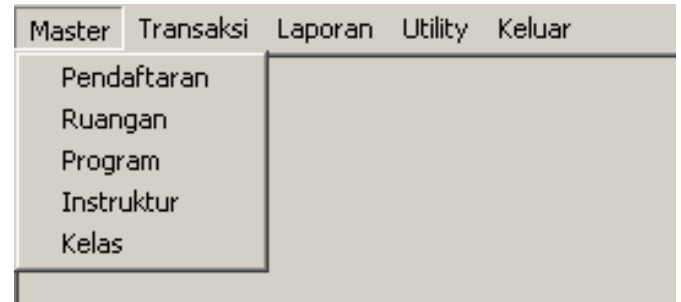 Master Transaksi Laporan Utility Keluar
Pendaftaran
Ruangan
Program
Instruktur
Kelas